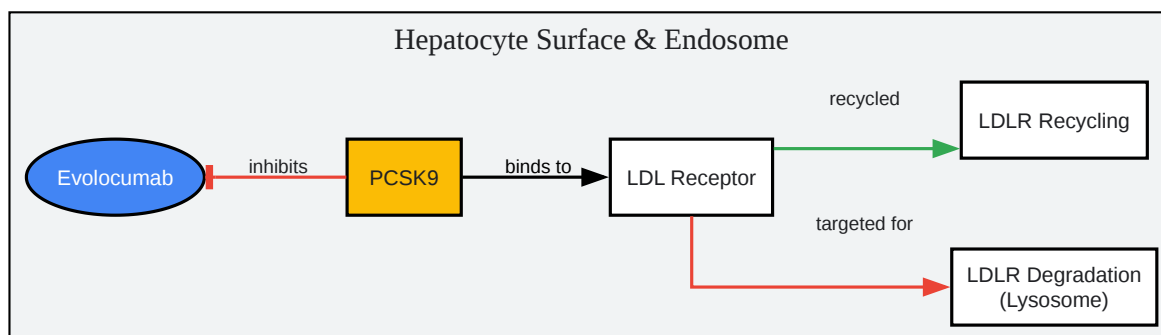 Hepatocyte Surface & Endosome
recycled
LDLR Recycling
Evolocumab
inhibits
PCSK9
binds to
LDL Receptor
targeted for
LDLR Degradation
(Lysosome)